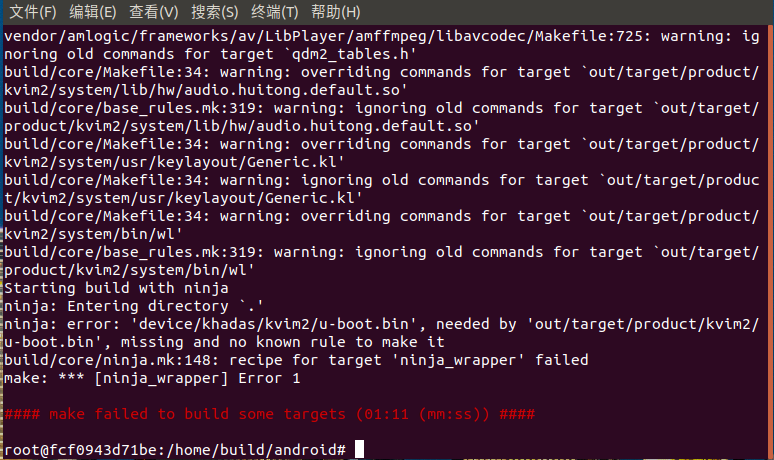 文件(F) 编辑(E) 查看(V) 搜索(S) 终端(T) 帮助(H)
vendor/amlogic/frameworks/av/LibPlayer/amffmpeg/libavcodec/Makefile:725: warning: ig
noring old commands for target `qdm2_tables.h'
build/core/Makefile:34: warning: overriding commands for target `out/target/product/
kvim2/system/lib/hw/audio.huitong.default.so'
build/core/base_rules.mk:319: warning: ignoring old commands for target `out/target/
product/kvim2/system/lib/hw/audio.huitong.default.so'
build/core/Makefile:34: warning: overriding commands for target `out/target/product/
kvim2/system/usr/keylayout/Generic.kl'
build/core/Makefile:34: warning: ignoring old commands for target `out/target/produc
t/kvim2/system/usr/keylayout/Generic.kl'
build/core/Makefile:34: warning: overriding commands for target `out/target/product/
kvim2/system/bin/wl'
build/core/base_rules.mk:319: warning: ignoring old commands for target `out/target/
product/kvim2/system/bin/wl'
Starting build with ninja
ninja: Entering directory `.'
ninja: error: 'device/khadas/kvim2/u-boot.bin', needed by 'out/target/product/kvim2/
u-boot.bin', missing and no known rule to make it
build/core/ninja.mk:148: recipe for target 'ninja_wrapper' failed
make: *** [ninja_wrapper] Error 1
#### make failed to build some targets (01:11 (mm:ss)) ####
root@fcf0943d71be:/home/build/android#